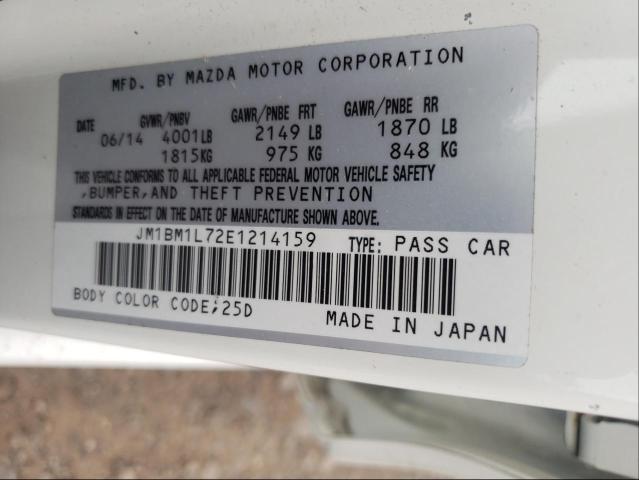 MFD. BY MAZDA MOTOR CORPORATION
DATE GVWR/PNBV GAWR/PNBE FRT GAWR/PNBE RR
06/14 4001LB 2149 LB 1870 LB
1815KG 975 KG 848 KG
THIS VEHICLE CONFORMS TO ALL APPLICABLE FEDERAL MOTOR VEHICLE SAFETY
,BUMPER,AND THEFT PREVENTION
STANDARDS IN EFFECT ON THE DATE OF MANUFACTURE SHOWN ABOVE.
JM1BM1L72E1214159 TYPE: PASS CAR
BODY COLOR CODE;25D
MADE IN JAPAN